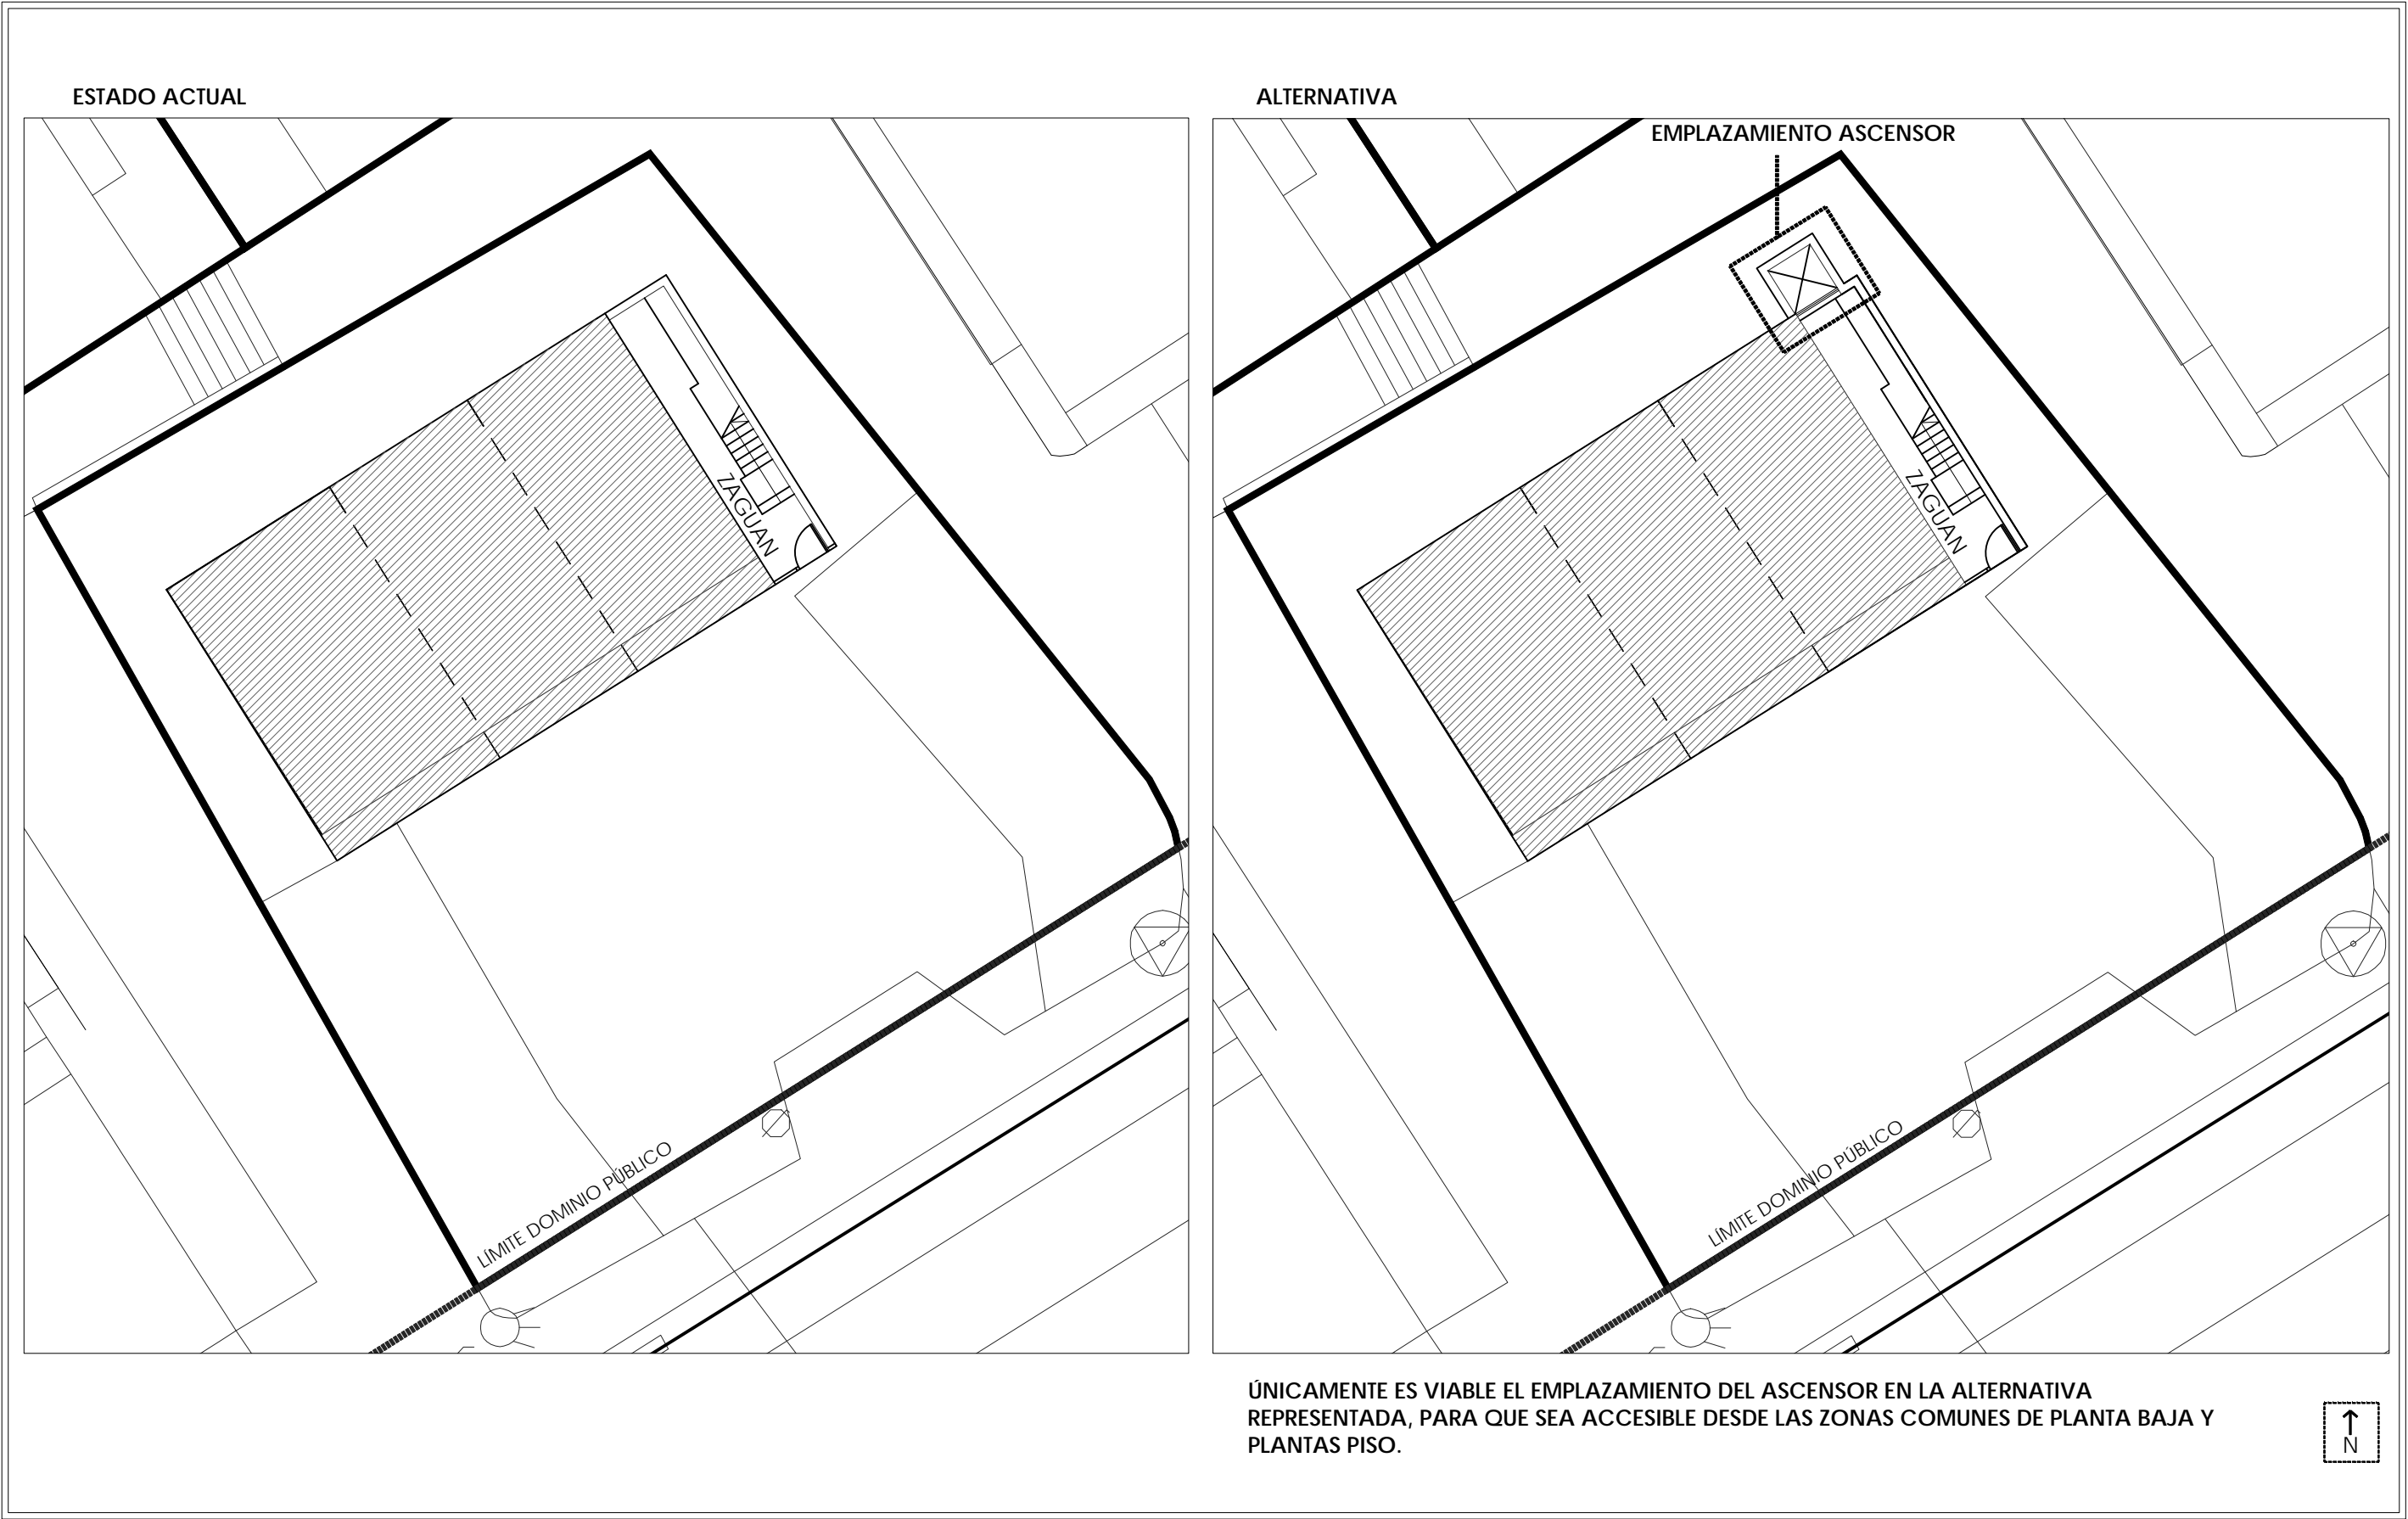 ESTADO ACTUAL
ALTERNATIVA
EMPLAZAMIENTO ASCENSOR
ZAGUAN
ZAGUAN
LÍMITE DOMINIO PÚBLICO
LÍMITE DOMINIO PÚBLICO
ÚNICAMENTE ES VIABLE EL EMPLAZAMIENTO DEL ASCENSOR EN LA ALTERNATIVA
REPRESENTADA, PARA QUE SEA ACCESIBLE DESDE LAS ZONAS COMUNES DE PLANTA BAJA Y
PLANTAS PISO.
N